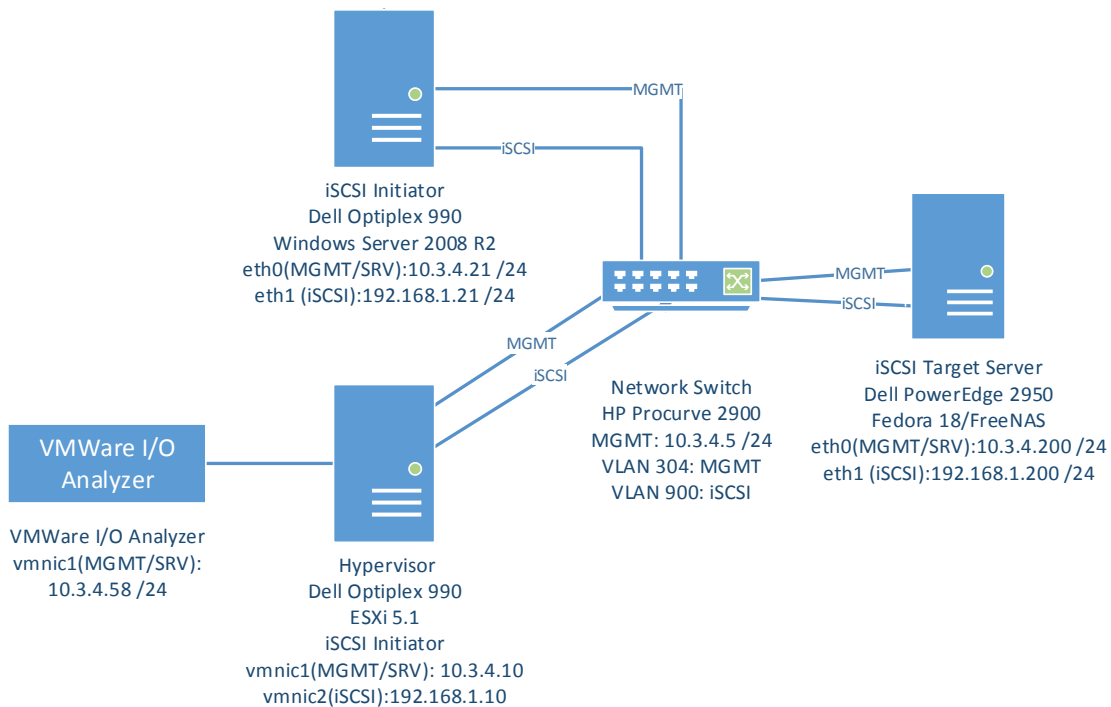 MGMT
iSCSI
iSCSI Initiator
Dell Optiplex 990
Windows Server 2008 R2
eth0(MGMT/SRV):10.3.4.21 /24
eth1 (iSCSI):192.168.1.21 /24
MGMT
iSCSI
iSCSI Target Server
Dell PowerEdge 2950
Fedora 18/FreeNAS
eth0(MGMT/SRV):10.3.4.200 /24
eth1 (iSCSI):192.168.1.200 /24
MGMT
iSCSI
Network Switch
HP Procurve 2900
MGMT: 10.3.4.5 /24
VLAN 304: MGMT
VLAN 900: iSCSI
VMWare I/O
Analyzer
VMWare I/O Analyzer
vmnic1(MGMT/SRV):
10.3.4.58 /24
Hypervisor
Dell Optiplex 990
ESXi 5.1
iSCSI Initiator
vmnic1(MGMT/SRV): 10.3.4.10
vmnic2(iSCSI):192.168.1.10